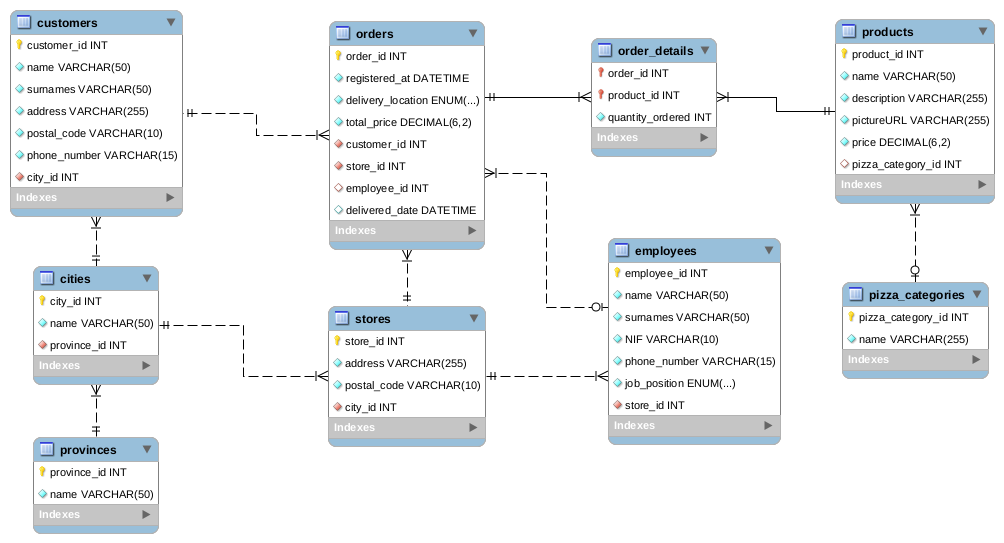 customers
customer_id INT
name VARCHAR(50)
surnames VARCHAR(50)
address VARCHAR(255)
postal_code VARCHAR(10)
phone_number VARCHAR(15)
city_id INT
Indexes
orders
order_id INT
registered_at DATETIME
delivery_location ENUM(...)
total_price DECIMAL(6,2)
customer_id INT
store_id INT
employee_id INT
delivered_date DATETIME
Indexes
order_details
order_id INT
product_id INT
quantity_ordered INT
Indexes
products
product_id INT
name VARCHAR(50)
description VARCHAR(255)
pictureURL VARCHAR(255)
price DECIMAL(6,2)
pizza_category_id INT
Indexes
cities
city_id INT
name VARCHAR(50)
province_id INT
Indexes
stores
store_id INT
address VARCHAR(255)
postal_code VARCHAR(10)
city_id INT
Indexes
employees
employee_id INT
name VARCHAR(50)
surnames VARCHAR(50)
NIF VARCHAR(10)
phone_number VARCHAR(15)
job_position ENUM(...)
store_id INT
Indexes
pizza_categories
pizza_category_id INT
name VARCHAR(255)
Indexes
provinces
province_id INT
name VARCHAR(50)
Indexes